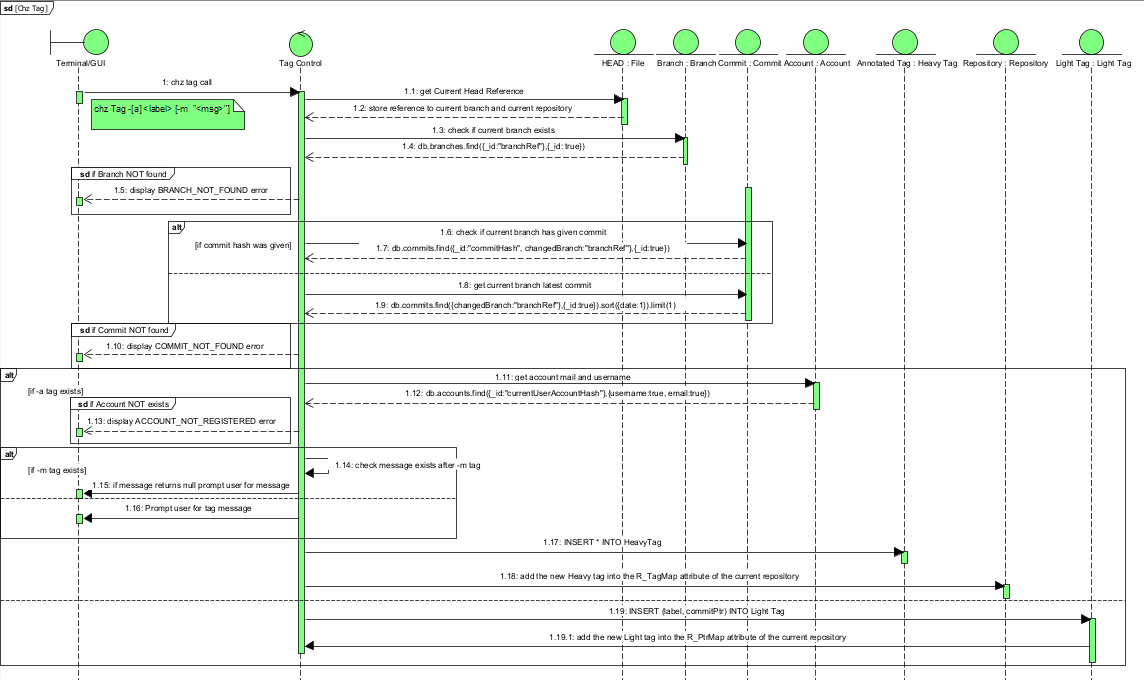 sd [Chz Tag ]
Terminal/GUI
Tag Control
HEAD : File
Branch : Branch
Commit : Commit
Account : Account
Annotated Tag : Heavy Tag
Repository : Repository
Light Tag : Light Tag
1: chz tag call
chz Tag -[a] <label> [-m "<msg>"]
1.1: get Current Head Reference
1.2: store reference to current branch and current repository
1.3: check if current branch exists
1.4: db.branches.find({_id:"branchRef"},{_id: true})
sd if Branch NOT found
1.5: display BRANCH_NOT_FOUND error
alt
[if commit hash was given]
1.6: check if current branch has given commit
1.7: db.commits.find({_id:"commitHash", changedBranch:"branchRef"},{_id:true})
1.8: get current branch latest commit
1.9: db.commits.find({changedBranch:"branchRef"},{_id:true}).sort({date:1}).limit(1)
sd if Commit NOT found
1.10: display COMMIT_NOT_FOUND error
alt
[if -a tag exists]
1.11: get account mail and username
1.12: db.accounts.find({_id:"currentUserAccountHash"},{username:true, email:true})
sd if Account NOT exists
1.13: display ACCOUNT_NOT_REGISTERED error
alt
[if -m tag exists]
1.14: check message exists after -m tag
1.15: if message returns null prompt user for message
1.16: Prompt user for tag message
1.17: INSERT * INTO HeavyTag
1.18: add the new Heavy tag into the R_TagMap attribute of the current repository
1.19: INSERT (label, commitPtr) INTO Light Tag
1.19.1: add the new Light tag into the R_PtrMap attribute of the current repository